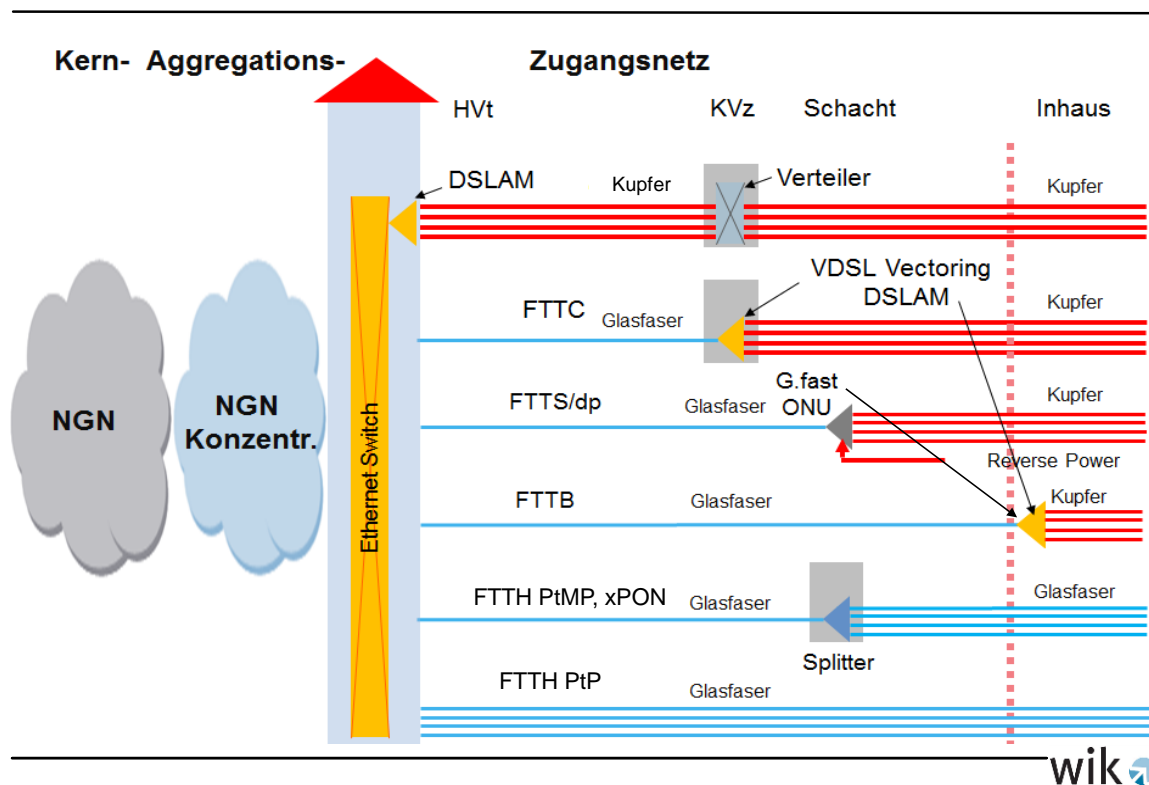 Kern- Aggregations- Zugangsnetz
HVt KVz Schacht Inhaus
DSLAM Kupfer Verteiler Kupfer
VDSL Vectoring
DSLAM
FTTC Glasfaser Kupfer
G.fast
ONU
FTTS/dp Glasfaser Kupfer
NGN
NGN
Konzentr.
Ethernet Switch
Reverse Power
FTTB Glasfaser Kupfer
FTTH PtMP, xPON Glasfaser Glasfaser
Splitter
FTTH PtP Glasfaser
wik